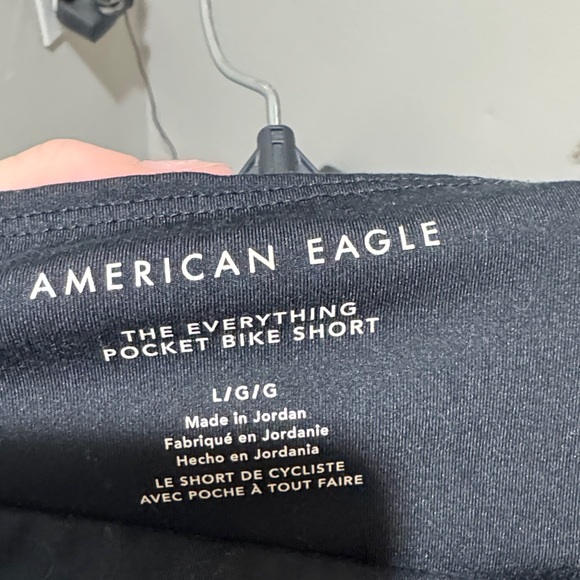 AMERICAN EAGLE
THE EVERYTHING
POCKET BIKE SHORT
L/G/G
Made in Jordan
Fabriqué en Jordanie
Hecho en Jordania
LE SHORT DE CYCLISTE
AVEC POCHE À TOUT FAIRE